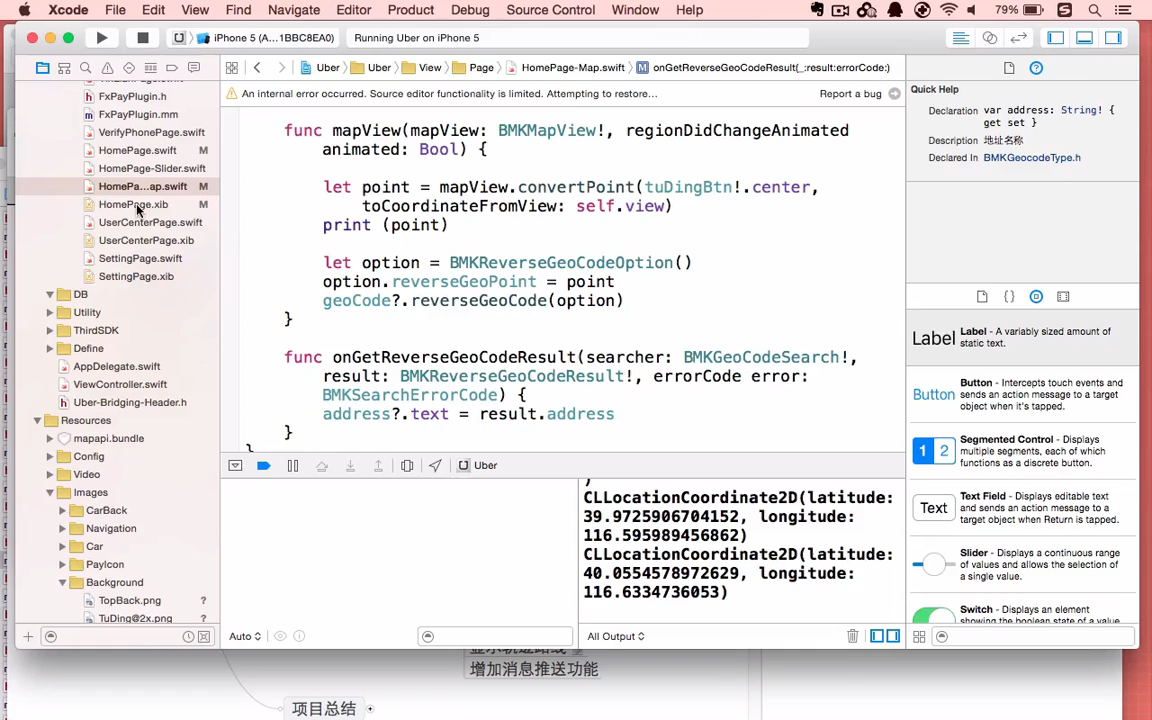 Xcode File Edit View Find Navigate Editor Product Debug Source Control Window Help 79%
iPhone 5 (A...1BBC8EA0) Running Uber on iPhone 5
Uber Uber View Page HomePage-Map.swift M onGetReverseGeoCodeResult(_:result:errorCode:)
An internal error occurred. Source editor functionality is limited. Attempting to restore... Report a bug
FxPayPlugin.h
FxPayPlugin.mm
VerifyPhonePage.swift
HomePage.swift M
HomePage-Slider.swift
HomePa...ap.swift M
HomePage.xib M
UserCenterPage.swift
UserCenterPage.xib
SettingPage.swift
SettingPage.xib
DB
Utility
ThirdSDK
Define
AppDelegate.swift
ViewController.swift
Uber-Bridging-Header.h
Resources
mapapi.bundle
Config
Video
Images
CarBack
Navigation
Car
PayIcon
Background
TopBack.png ?
TuDing@2x.png ?
func mapView(mapView: BMKMapView!, regionDidChangeAnimated
animated: Bool) {
let point = mapView.convertPoint(tuDingBtn!.center,
toCoordinateFromView: self.view)
print (point)
let option = BMKReverseGeoCodeOption()
option.reverseGeoPoint = point
geoCode?.reverseGeoCode(option)
}
func onGetReverseGeoCodeResult(searcher: BMKGeoCodeSearch!,
result: BMKReverseGeoCodeResult!, errorCode error:
BMKSearchErrorCode) {
address?.text = result.address
}
Uber
)
CLLocationCoordinate2D(latitude:
39.9725906704152, longitude:
116.595989456862)
CLLocationCoordinate2D(latitude:
40.0554578972629, longitude:
116.6334736053)
Auto
All Output
Quick Help
Declaration var address: String! {
get set }
Description 地址名称
Declared In BMKGeocodeType.h
Label
Label - A variably sized amount of
static text.
Button
Button - Intercepts touch events and
sends an action message to a target
object when it's tapped.
1 2
Segmented Control - Displays
multiple segments, each of which
functions as a discrete button.
Text
Text Field - Displays editable text
and sends an action message to a
target object when Return is tapped.
Slider - Displays a continuous range
of values and allows the selection of
a single value.
Switch - Displays an element
showing the boolean state of a value.
增加消息推送功能
项目总结